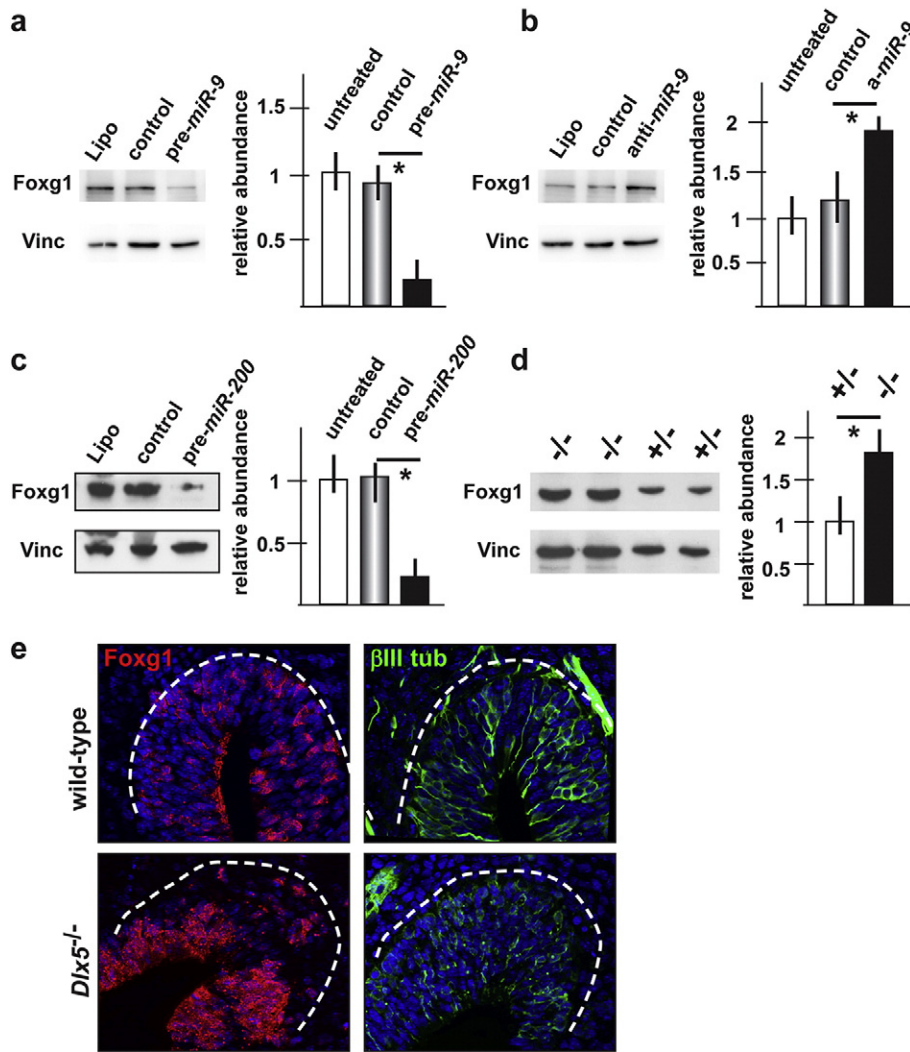 a
Lipo
control
pre-miR-9
Foxg1
Vinc
relative abundance
1.5
1
0.5
untreated
control
pre-miR-9
*
b
Lipo
control
anti-miR-9
Foxg1
Vinc
relative abundance
2
1.5
1
0.5
untreated
control
a-miR-9
*
c
Lipo
control
pre-miR-200
Foxg1
Vinc
relative abundance
1
0.5
untreated
control
pre-miR-200
*
d
-/-
-/-
+/-
+/-
Foxg1
Vinc
relative abundance
2
1.5
1
0.5
+/-
-/-
*
e
Foxg1
βIII tub
wild-type
Dlx5-/-